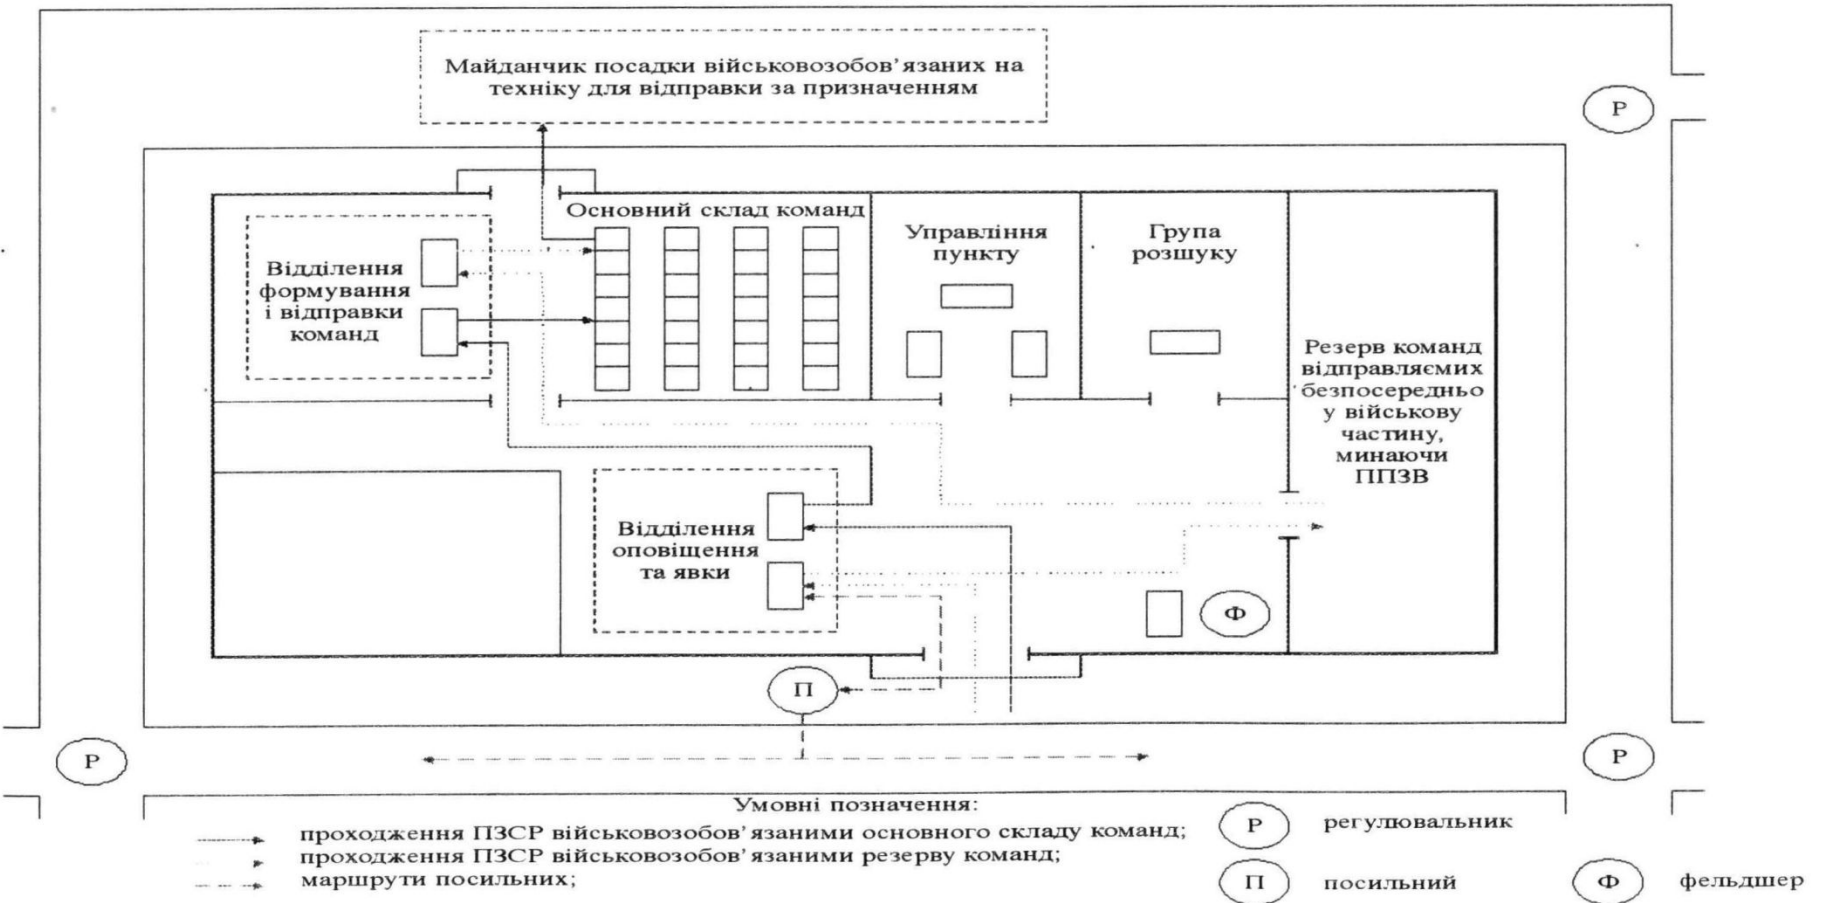 Майданчик посадки військовозобов’язаних на
техніку для відправки за призначенням
Р
Основний склад команд
Управління
пункту
Група
розшуку
Відділення
формування
і відправки
команд
Резерв команд
відправляємих
безпосередньо
у військову
частину,
минаючи
ППЗВ
Відділення
оповіщення
та явки
Ф
П
Р
Р
Умовні позначення:
проходження ПЗСР військовозобов’язаними основного складу команд;
проходження ПЗСР військовозобов’язаними резерву команд;
маршрути посильних;
Р регулювальник
П посильний
Ф фельдшер